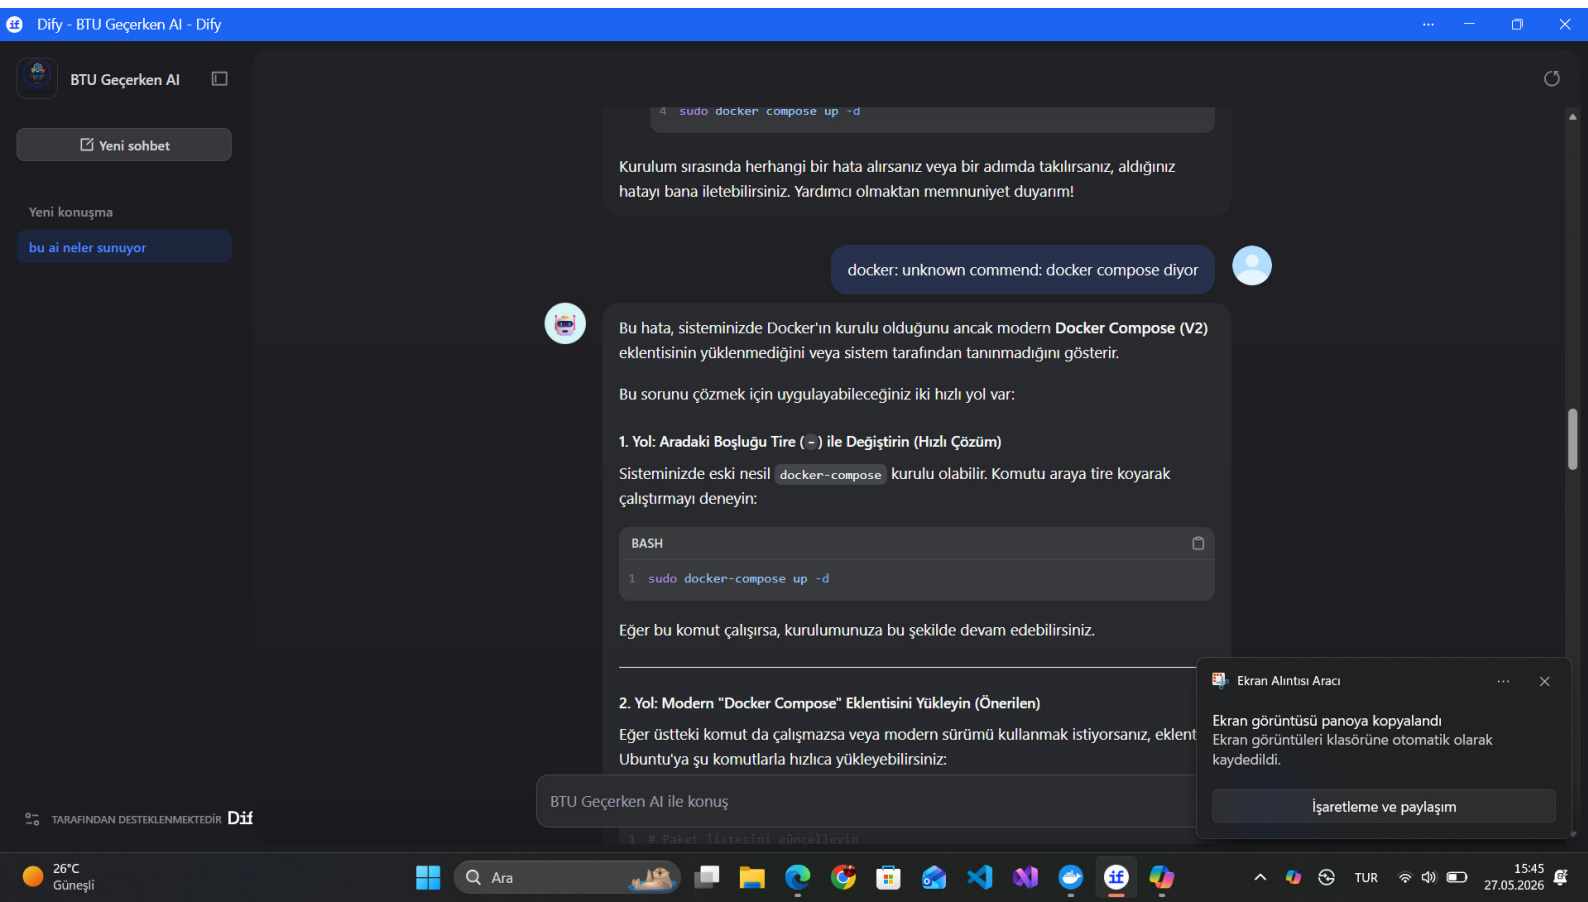 Dify - BTU Geçerken AI - Dify
BTU Geçerken AI
Yeni sohbet
Yeni konuşma
bu ai neler sunuyor
4 sudo docker compose up -d
Kurulum sırasında herhangi bir hata alırsanız veya bir adımda takılırsanız, aldığınız
hatayı bana iletebilirsiniz. Yardımcı olmaktan memnuniyet duyarım!
docker: unknown commend: docker compose diyor
Bu hata, sisteminizde Docker'ın kurulu olduğunu ancak modern Docker Compose (V2)
eklentisinin yüklenmediğini veya sistem tarafından tanınmadığını gösterir.
Bu sorunu çözmek için uygulayabileceğiniz iki hızlı yol var:
1. Yol: Aradaki Boşluğu Tire (-) ile Değiştirin (Hızlı Çözüm)
Sisteminizde eski nesil docker-compose kurulu olabilir. Komutu araya tire koyarak
çalıştırmayı deneyin:
BASH
1 sudo docker-compose up -d
Eğer bu komut çalışırsa, kurulumunuza bu şekilde devam edebilirsiniz.
2. Yol: Modern "Docker Compose" Eklentisini Yükleyin (Önerilen)
Eğer üstteki komut da çalışmazsa veya modern sürümü kullanmak istiyorsanız, eklent
Ubuntu'ya şu komutlarla hızlıca yükleyebilirsiniz:
BTU Geçerken AI ile konuş
1 # Paket listesini güncelleyin
TARAFINDAN DESTEKLENMEKTEDİR Dif
Ekran Alıntısı Aracı
Ekran görüntüsü panoya kopyalandı
Ekran görüntüleri klasörüne otomatik olarak
kaydedildi.
İşaretleme ve paylaşım
26°C
Güneşli
Ara
TUR
15:45
27.05.2026